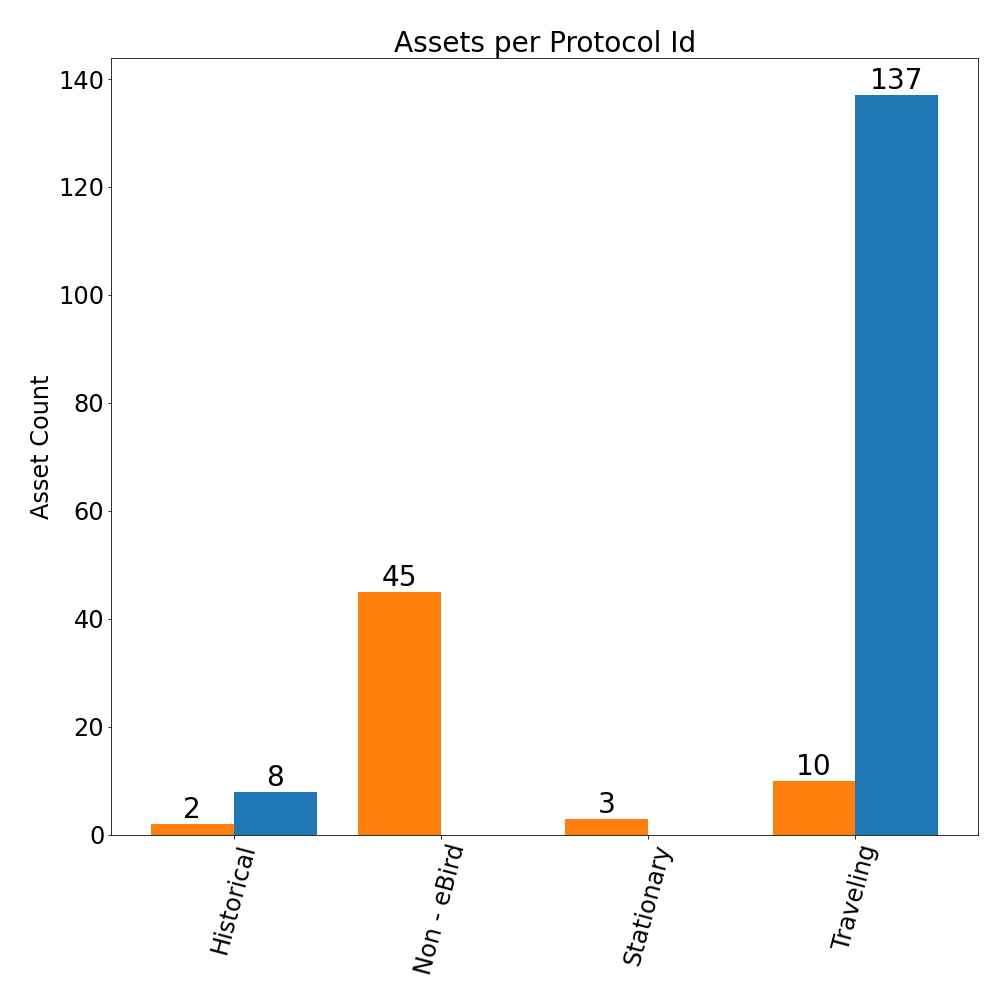 Assets per Protocol Id
140
120
100
80
60
40
20
0
Asset Count
2
8
45
3
10
137
Historical
Non - eBird
Stationary
Traveling